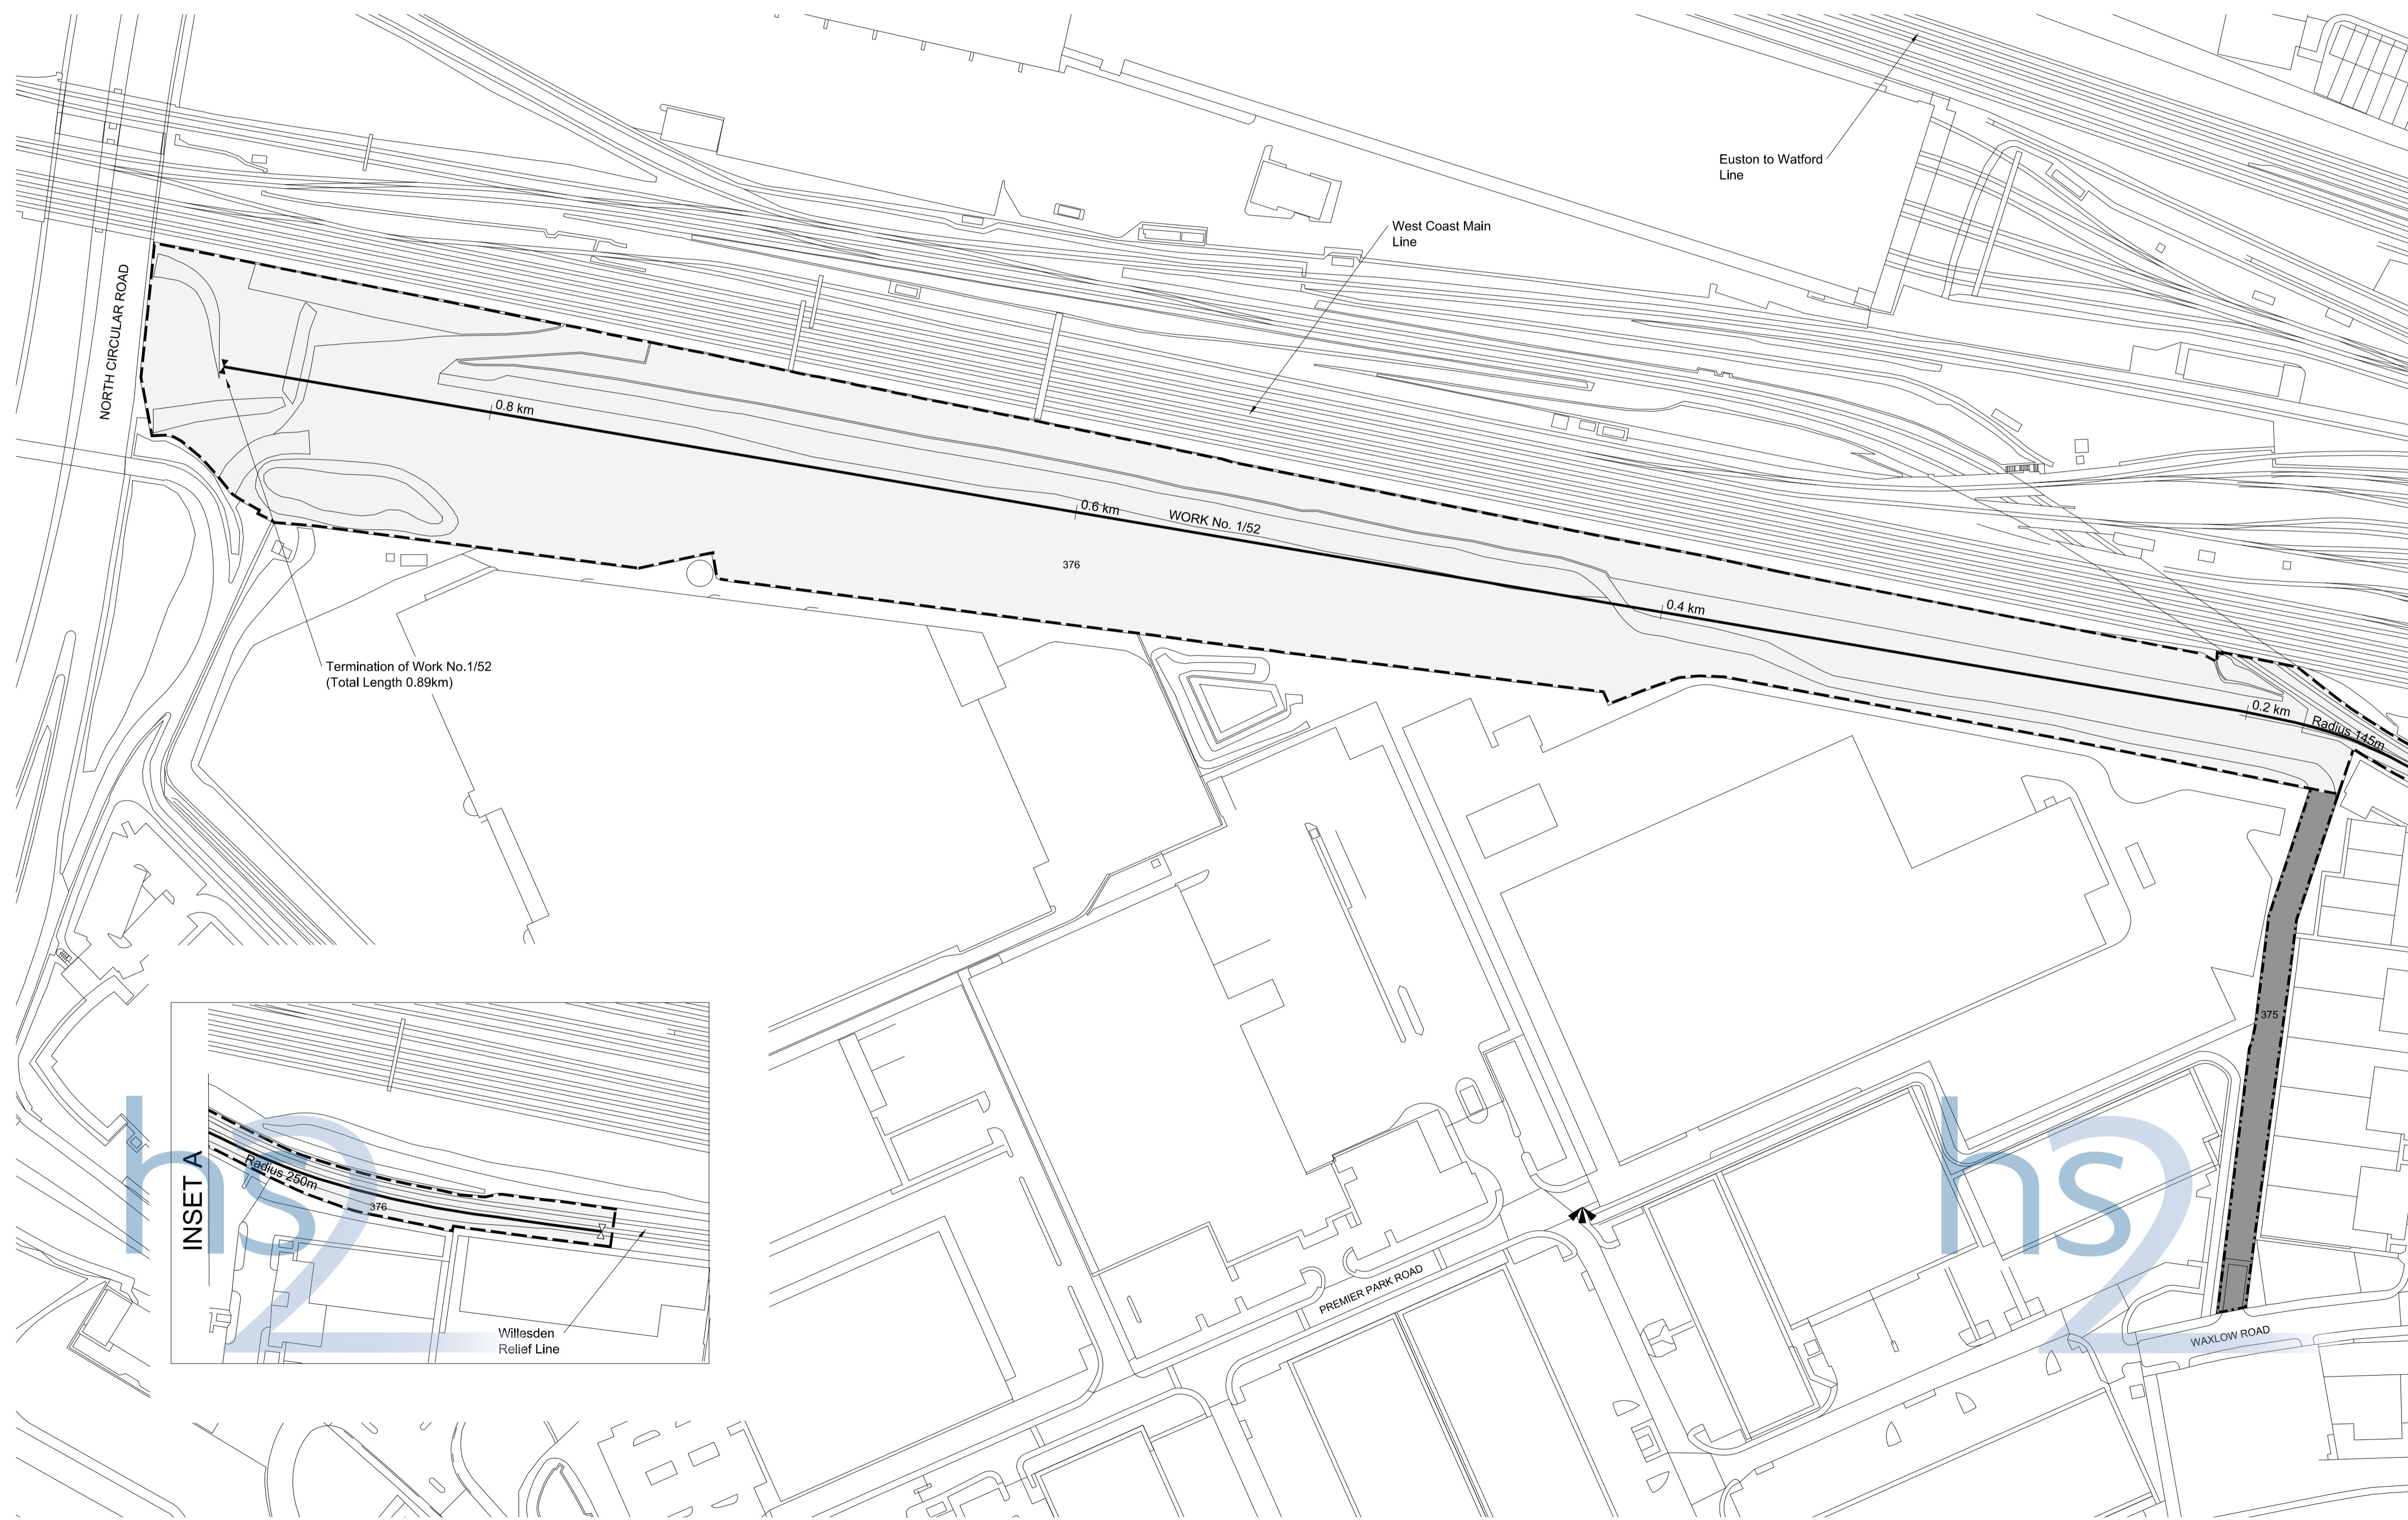 Euston to Watford
Line
West Coast Main
Line
NORTH CIRCULAR ROAD
0.8 km
0.6 km
WORK No. 1/52
376
0.4 km
0.2 km
Radius 145m
Termination of Work No.1/52
(Total Length 0.89km)
375
INSET A
Radius 250m
376
Willesden
Relief Line
hs2
PREMIER PARK ROAD
WAXLOW ROAD
hs2